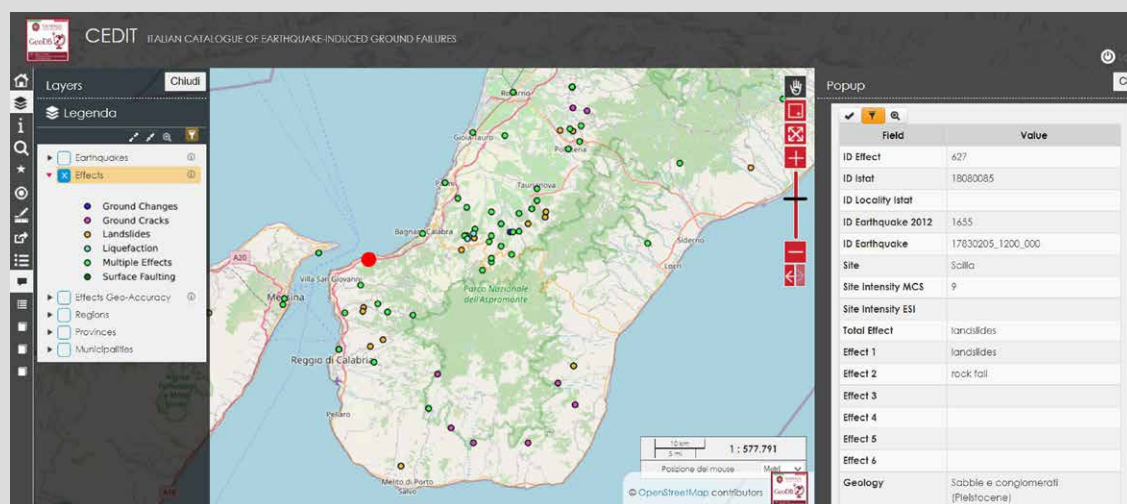 GeoDB
CEDIT ITALIAN CATALOGUE OF EARTHQUAKE-INDUCED GROUND FAILURES
Layers
Chiudi
Legenda
Earthquakes
Effects
Ground Changes
Ground Cracks
Landslides
Liquefaction
Multiple Effects
Surface Faulting
Effects Geo-Accuracy
Regions
Provinces
Municipalities
Rosarno
Gioia Tauro
Polistena
Palmi
Taurianova
Bagnara Calabra
Siderno
Locri
A20
Villa San Giovanni
Messina
Parco Nazionale
dell'Aspromonte
Reggio di Calabria
Pellaro
Melito di Porto
Salvo
A18
10 km
5 mi
1 : 577.791
Posizione del mouse
Metri
© OpenStreetMap contributors
GeoDB
Popup
Field Value
ID Effect 627
ID Istat 18080085
ID Locality Istat
ID Earthquake 2012 1655
ID Earthquake 17830205_1200_000
Site Scilla
Site Intensity MCS 9
Site Intensity ESI
Total Effect landslides
Effect 1 landslides
Effect 2 rock fall
Effect 3
Effect 4
Effect 5
Effect 6
Geology Sabbie e conglomerati
(Pleistocene)